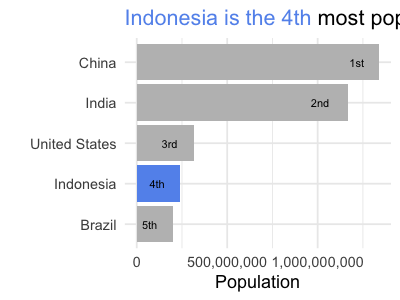 Indonesia is the 4th most pop
China 1st
India 2nd
United States 3rd
Indonesia 4th
Brazil 5th
0 500,000,000 1,000,000,000
Population